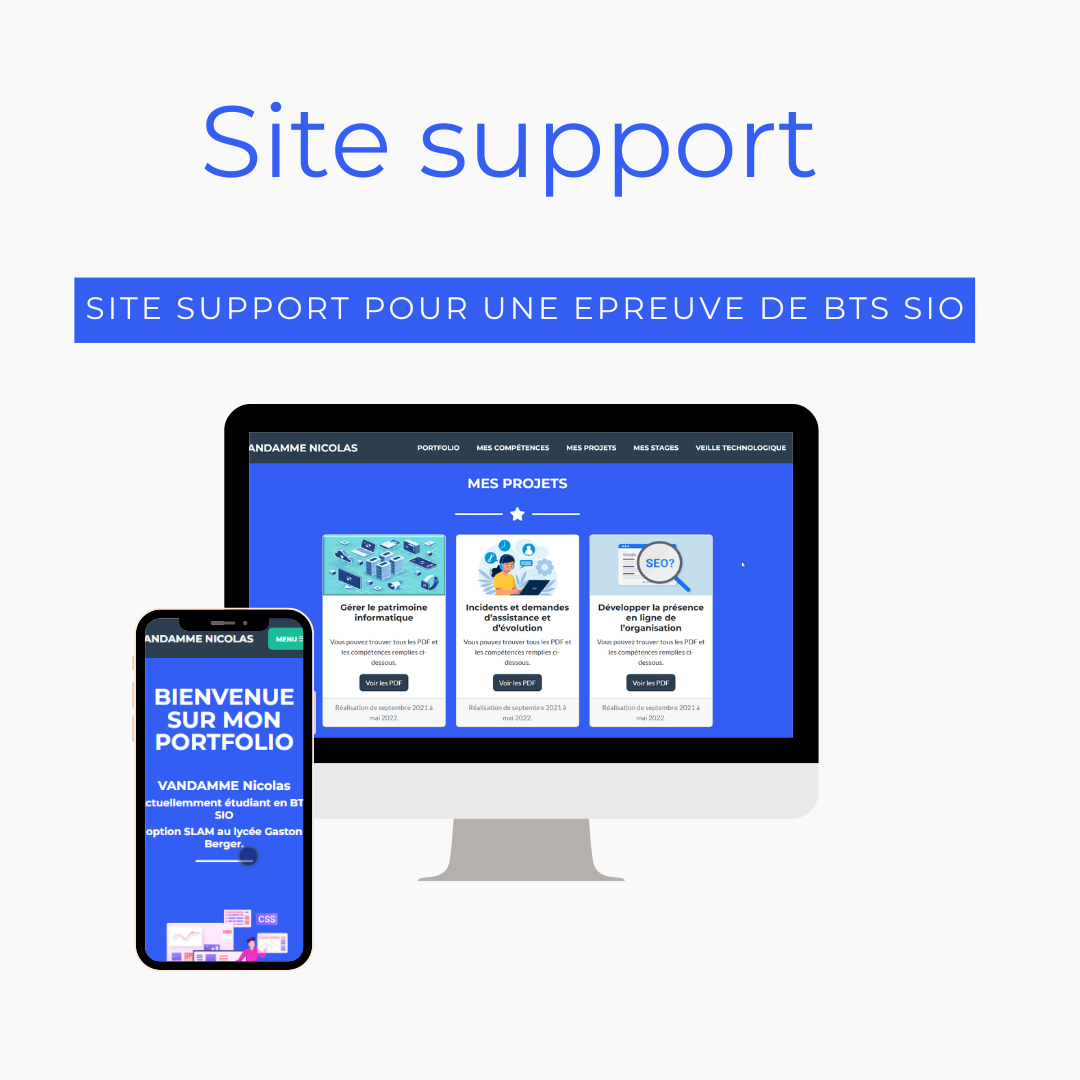 Site support
SITE SUPPORT POUR UNE EPREUVE DE BTS SIO
ANDAMME NICOLAS
PORTFOLIO MES COMPÉTENCES MES PROJETS MES STAGES VEILLE TECHNOLOGIQUE
MES PROJETS
Gérer le patrimoine
informatique
Vous pouvez trouver tous les PDF et
les compétences remplies ci-
dessous.
Voir les PDF
Réalisation de septembre 2021 à
mai 2022.
Incidents et demandes
d'assistance et
d'évolution
Vous pouvez trouver tous les PDF et
les compétences remplies ci-
dessous.
Voir les PDF
Réalisation de septembre 2021 à
mai 2022.
Google
SEO?
Développer la présence
en ligne de
l'organisation
Vous pouvez trouver tous les PDF et
les compétences remplies ci-
dessous.
Voir les PDF
Réalisation de septembre 2021 à
mai 2022.
ANDAMME NICOLAS
MENU
BIENVENUE
SUR MON
PORTFOLIO
VANDAMME Nicolas
ctuellemment étudiant en BT
SIO
option SLAM au lycée Gaston
Berger.
CSS